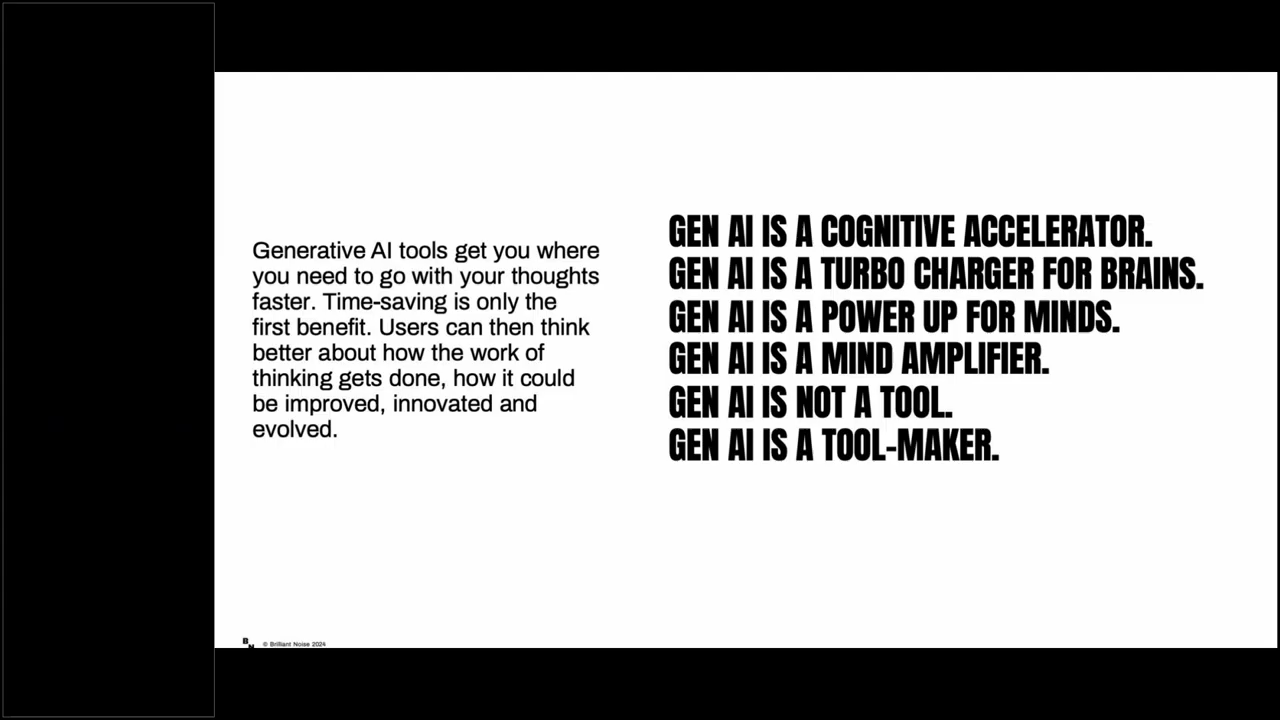 Generative AI tools get you where
you need to go with your thoughts
faster. Time-saving is only the
first benefit. Users can then think
better about how the work of
thinking gets done, how it could
be improved, innovated and
evolved.
GEN AI IS A COGNITIVE ACCELERATOR.
GEN AI IS A TURBO CHARGER FOR BRAINS.
GEN AI IS A POWER UP FOR MINDS.
GEN AI IS A MIND AMPLIFIER.
GEN AI IS NOT A TOOL.
GEN AI IS A TOOL-MAKER.
B
N
© Brilliant Noise 2024